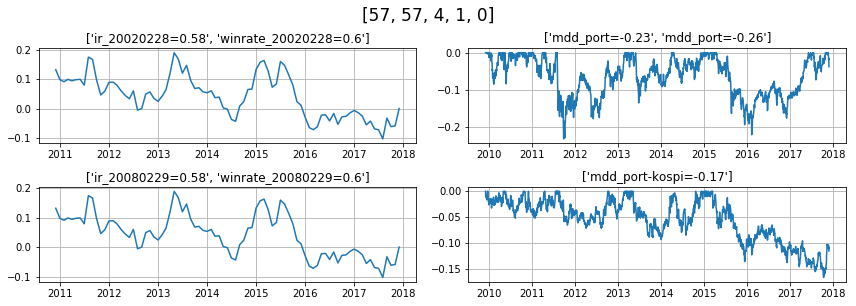 [57, 57, 4, 1, 0]
['ir_20020228=0.58', 'winrate_20020228=0.6']
0.2
0.1
0.0
−0.1
2011 2012 2013 2014 2015 2016 2017 2018
['mdd_port=-0.23', 'mdd_port=-0.26']
0.0
−0.1
−0.2
2010 2011 2012 2013 2014 2015 2016 2017 2018
['ir_20080229=0.58', 'winrate_20080229=0.6']
0.2
0.1
0.0
−0.1
2011 2012 2013 2014 2015 2016 2017 2018
['mdd_port-kospi=-0.17']
0.00
−0.05
−0.10
−0.15
2010 2011 2012 2013 2014 2015 2016 2017 2018